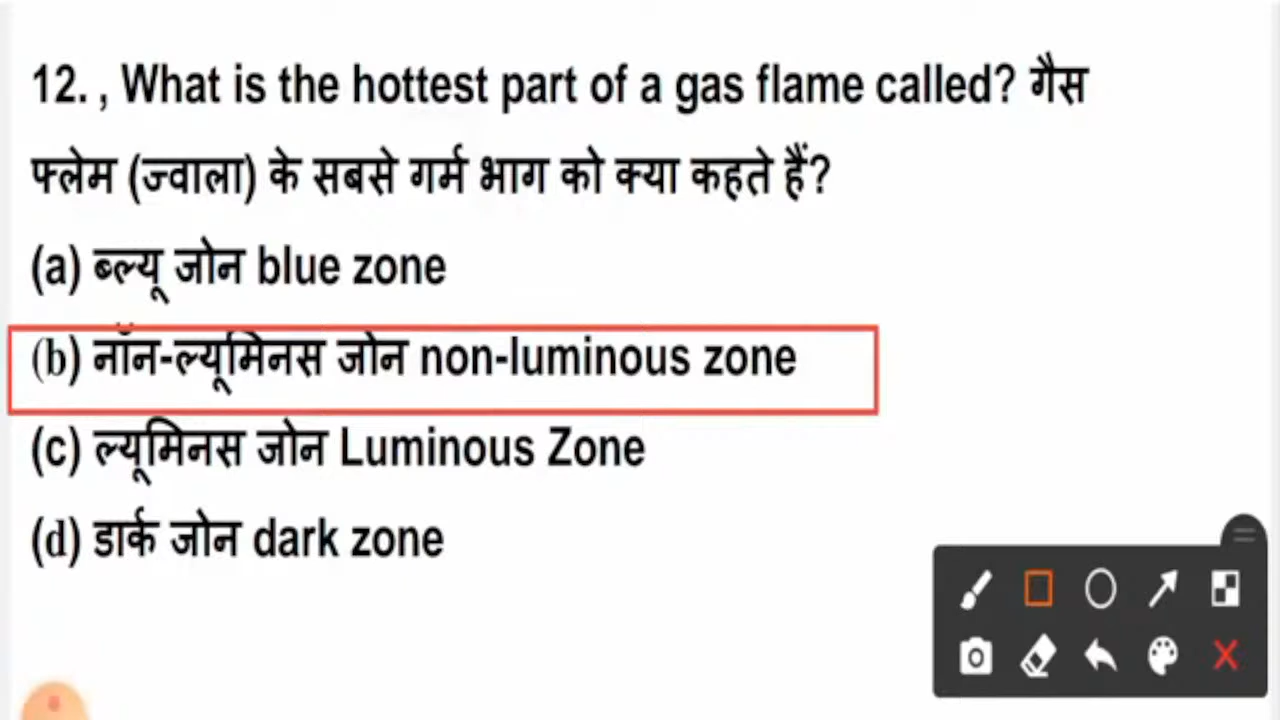 12. , What is the hottest part of a gas flame called? गैस
फ्लेम (ज्वाला) के सबसे गर्म भाग को क्या कहते हैं?
(a) ब्ल्यू जोन blue zone
(b) नॉन-ल्यूमिनस जोन non-luminous zone
(c) ल्यूमिनस जोन Luminous Zone
(d) डार्क जोन dark zone